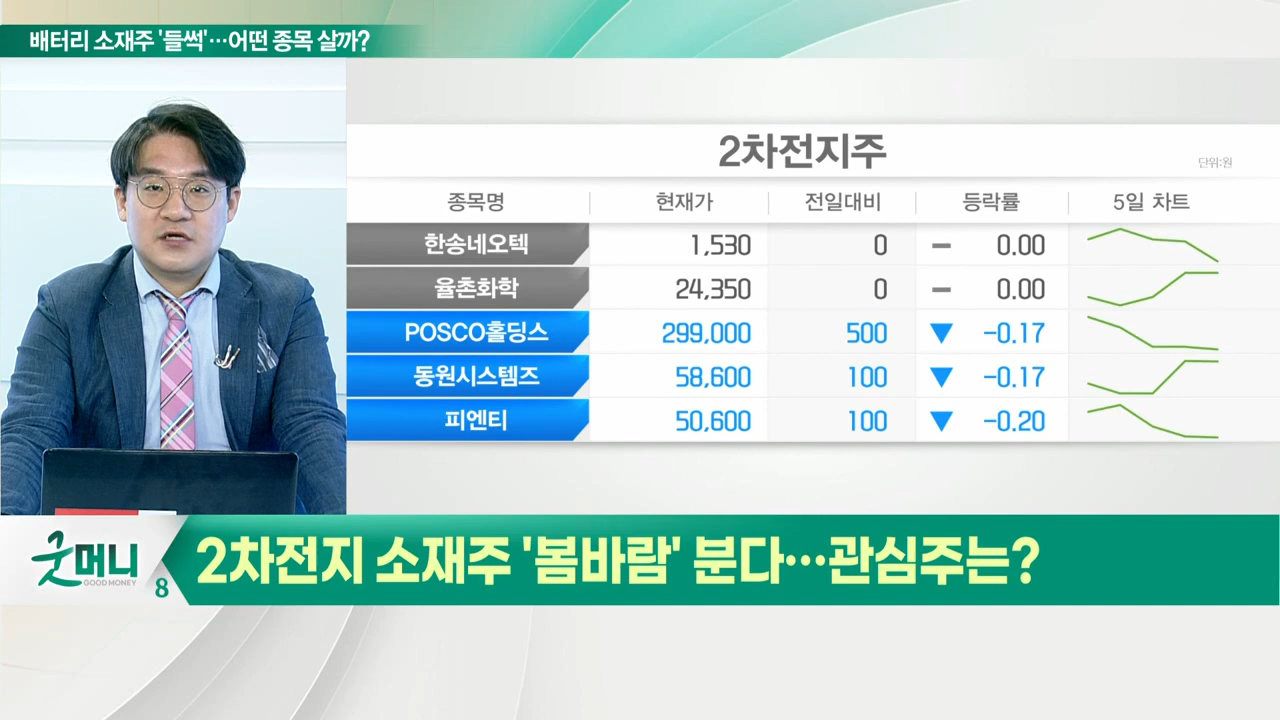 배터리 소재주 '들썩'…어떤 종목 살까?
2차전지주
단위:원
종목명 현재가 전일대비 등락률 5일 차트
한송네오텍 1,530 0 – 0.00
율촌화학 24,350 0 – 0.00
POSCO홀딩스 299,000 500 ▼ -0.17
동원시스템즈 58,600 100 ▼ -0.17
피엔티 50,600 100 ▼ -0.20
굿머니
GOOD MONEY
8
2차전지 소재주 '봄바람' 분다…관심주는?